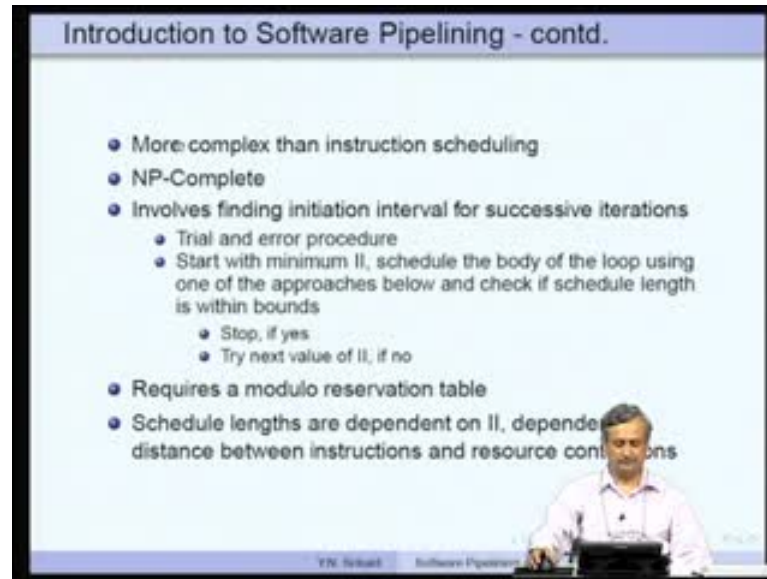 Introduction to Software Pipelining - contd.
More complex than instruction scheduling
NP-Complete
Involves finding initiation interval for successive iterations
Trial and error procedure
Start with minimum II, schedule the body of the loop using
one of the approaches below and check if schedule length
is within bounds
Stop, if yes
Try next value of II, if no
Requires a modulo reservation table
Schedule lengths are dependent on II,
distance between instructions and resource
Y.N. Srikant Software